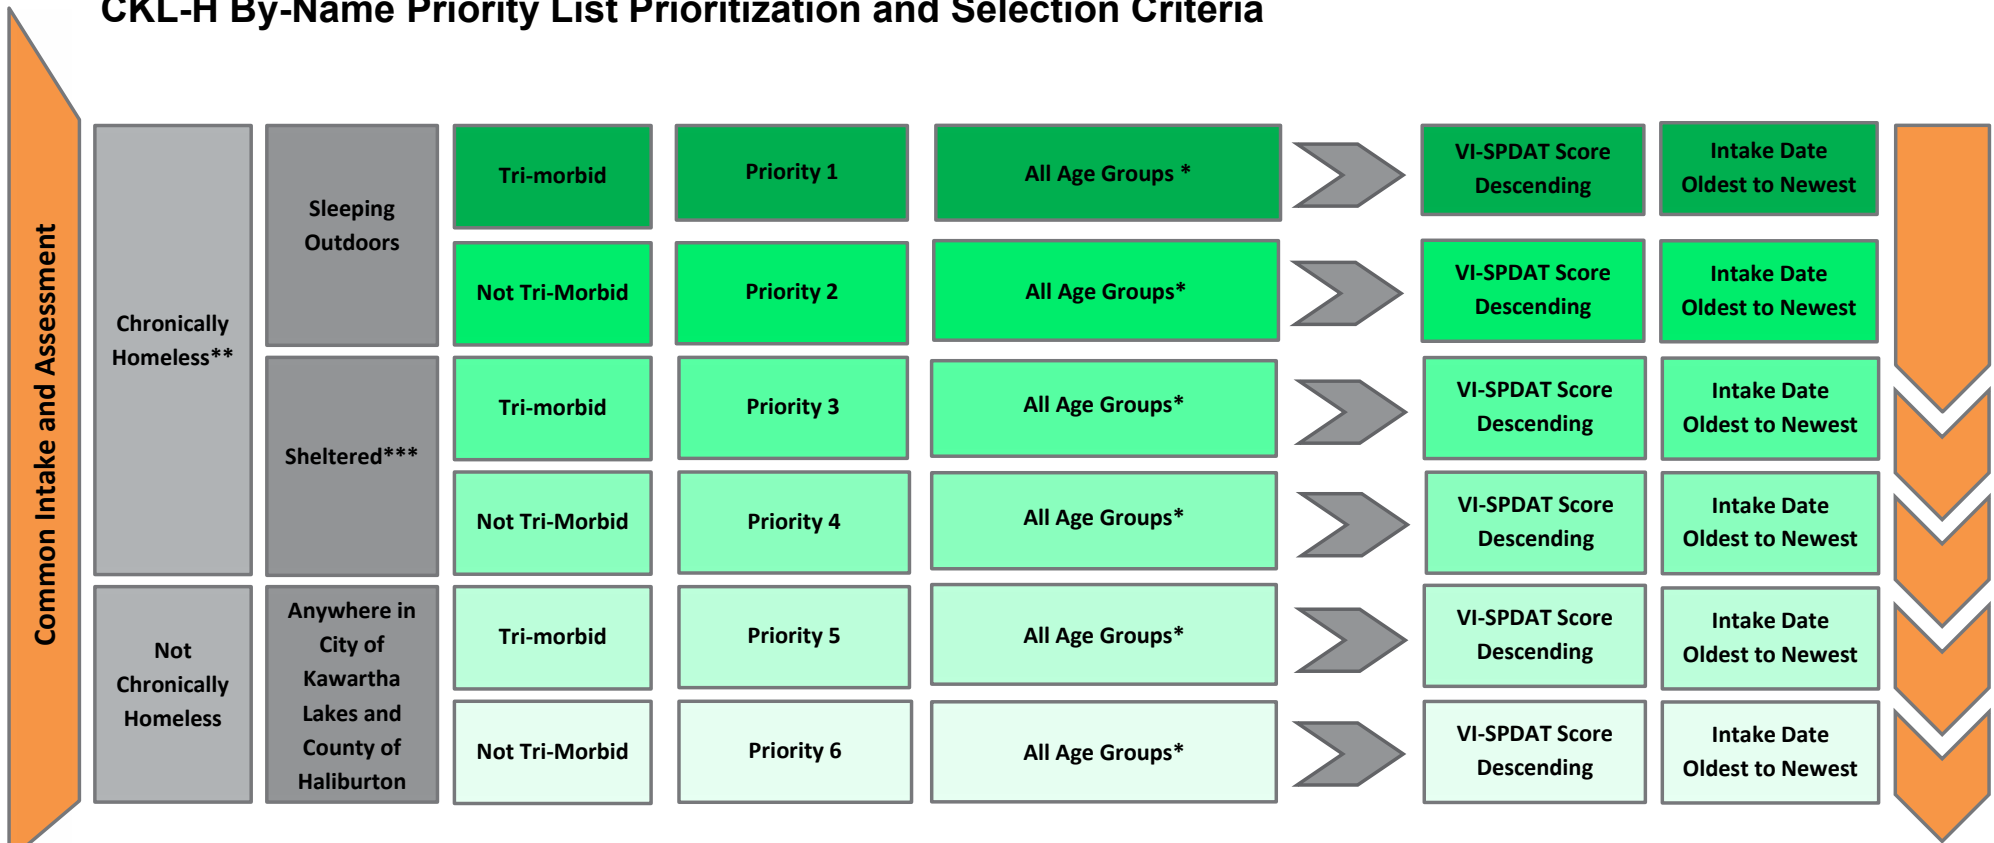 CKL-H By-Name Priority List Prioritization and Selection Criteria
Common Intake and Assessment
Chronically
Homeless**
Sleeping
Outdoors
Tri-morbid
Priority 1
All Age Groups *
VI-SPDAT Score
Descending
Intake Date
Oldest to Newest
Not Tri-Morbid
Priority 2
All Age Groups*
VI-SPDAT Score
Descending
Intake Date
Oldest to Newest
Sheltered***
Tri-morbid
Priority 3
All Age Groups*
VI-SPDAT Score
Descending
Intake Date
Oldest to Newest
Not Tri-Morbid
Priority 4
All Age Groups*
VI-SPDAT Score
Descending
Intake Date
Oldest to Newest
Not
Chronically
Homeless
Anywhere in
City of
Kawartha
Lakes and
County of
Haliburton
Tri-morbid
Priority 5
All Age Groups*
VI-SPDAT Score
Descending
Intake Date
Oldest to Newest
Not Tri-Morbid
Priority 6
All Age Groups*
VI-SPDAT Score
Descending
Intake Date
Oldest to Newest